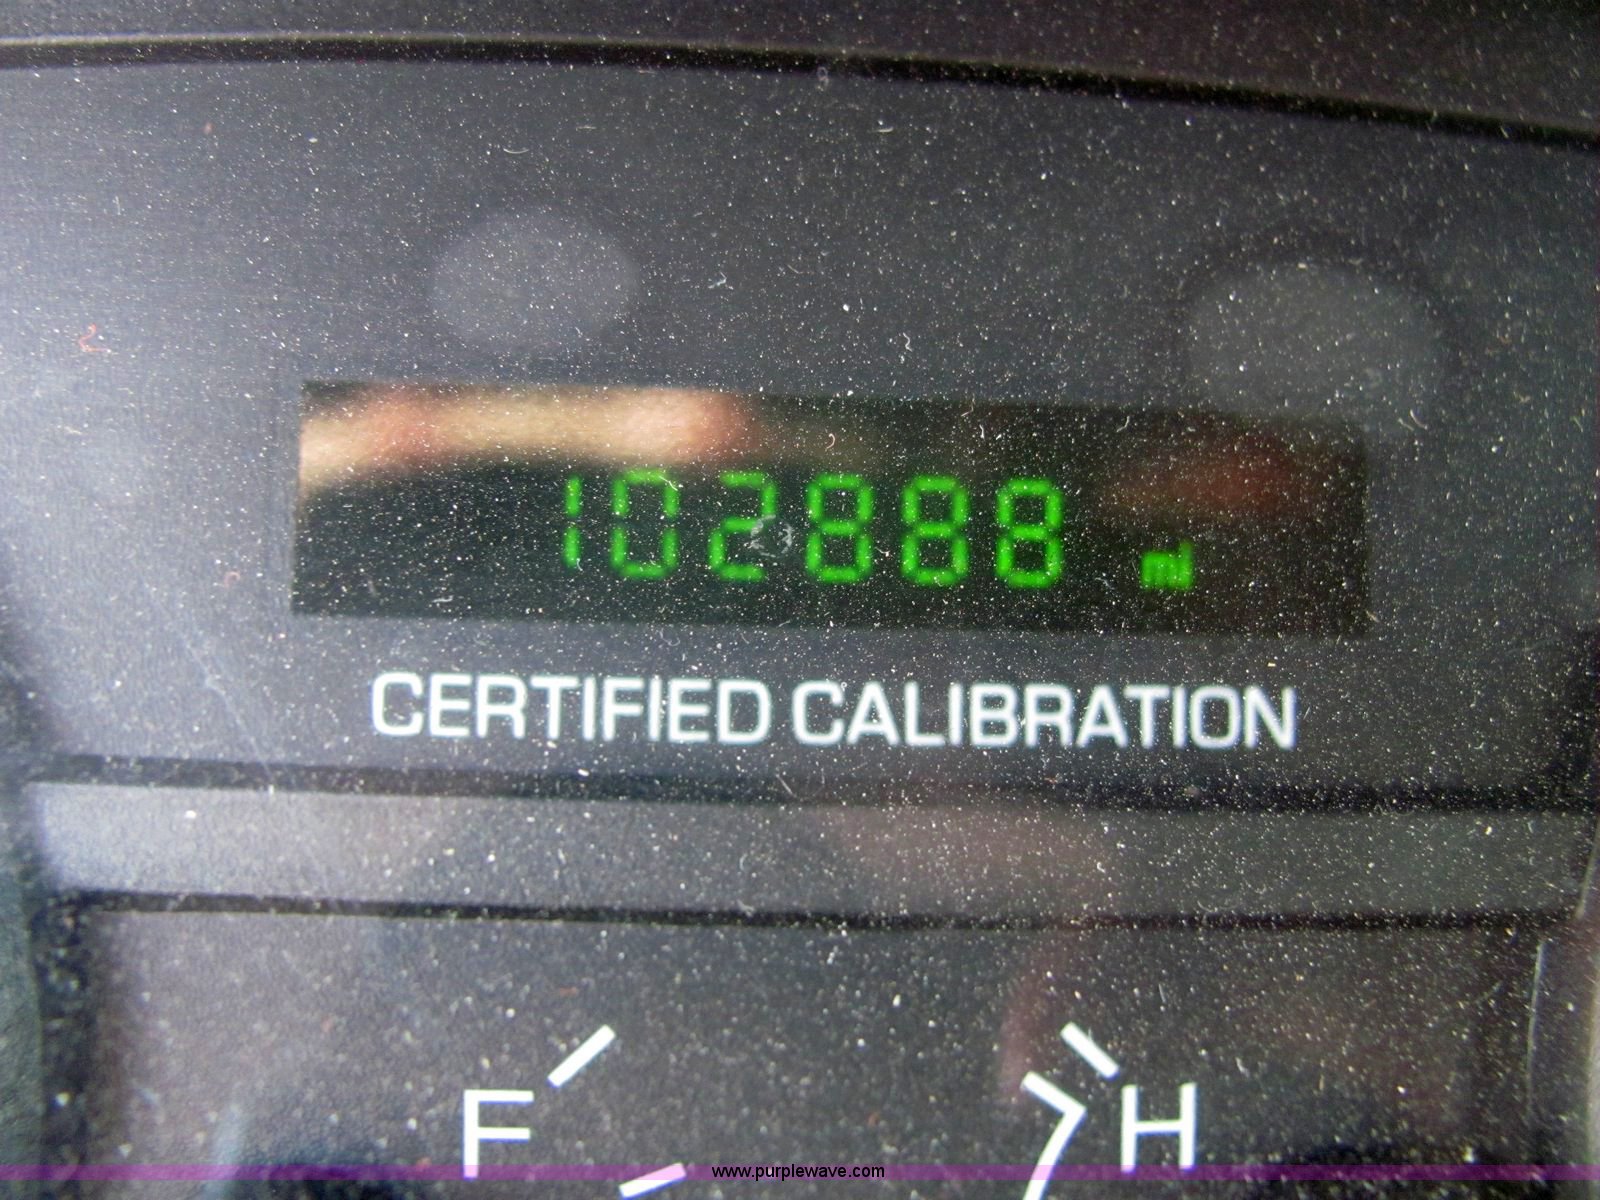 102888 mi
CERTIFIED CALIBRATION
F H
www.purplewave.com